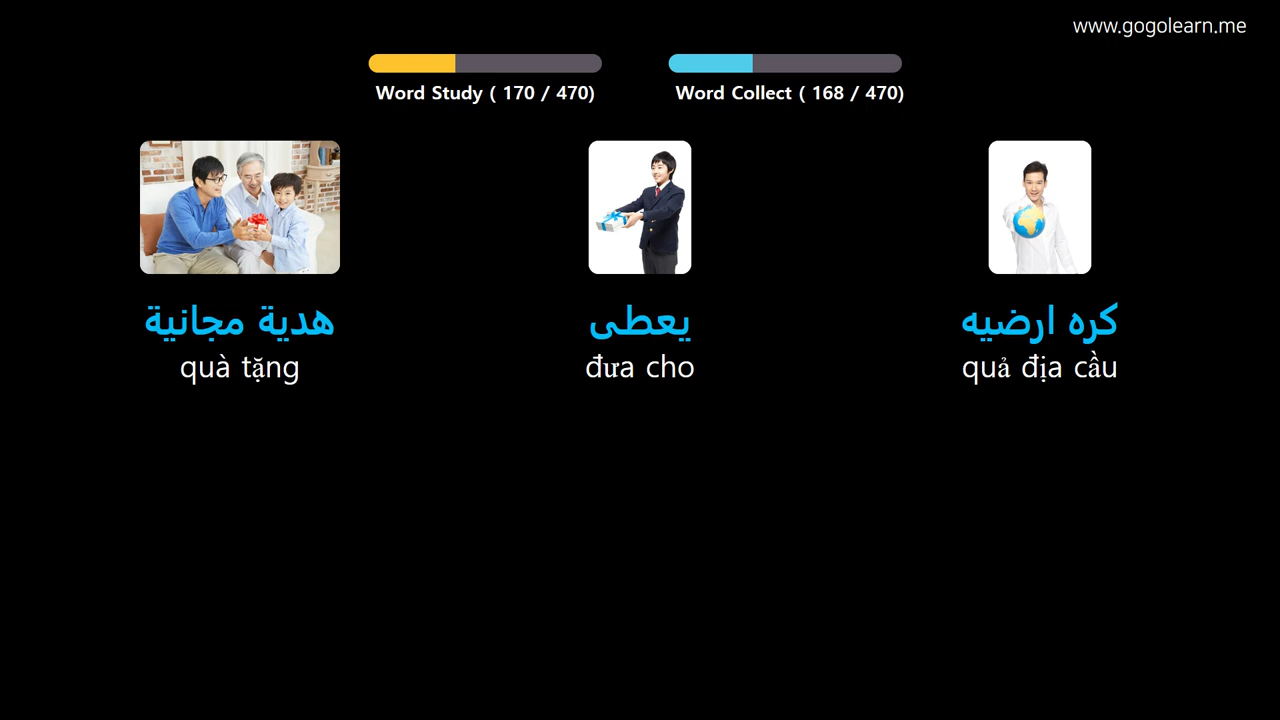 www.gogolearn.me
Word Study ( 170 / 470)
Word Collect ( 168 / 470)
هدية مجانية
quà tặng
يعطى
đưa cho
كره ارضيه
quả địa cầu